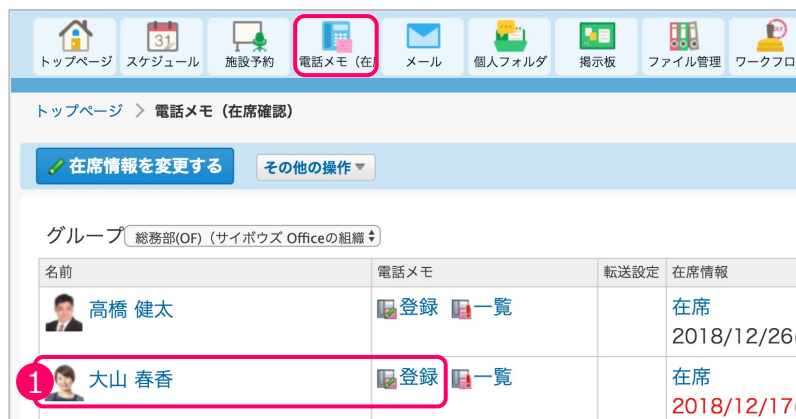 トップページ スケジュール 施設予約 電話メモ（在 メール 個人フォルダ 掲示板 ファイル管理 ワークフロ
31
トップページ > 電話メモ（在席確認）
在席情報を変更する その他の操作▼
グループ 総務部(OF)（サイボウズ Officeの組織
名前 電話メモ 転送設定 在席情報
高橋 健太 登録 一覧 在席
2018/12/26
1 大山 春香 登録 一覧 在席
2018/12/17